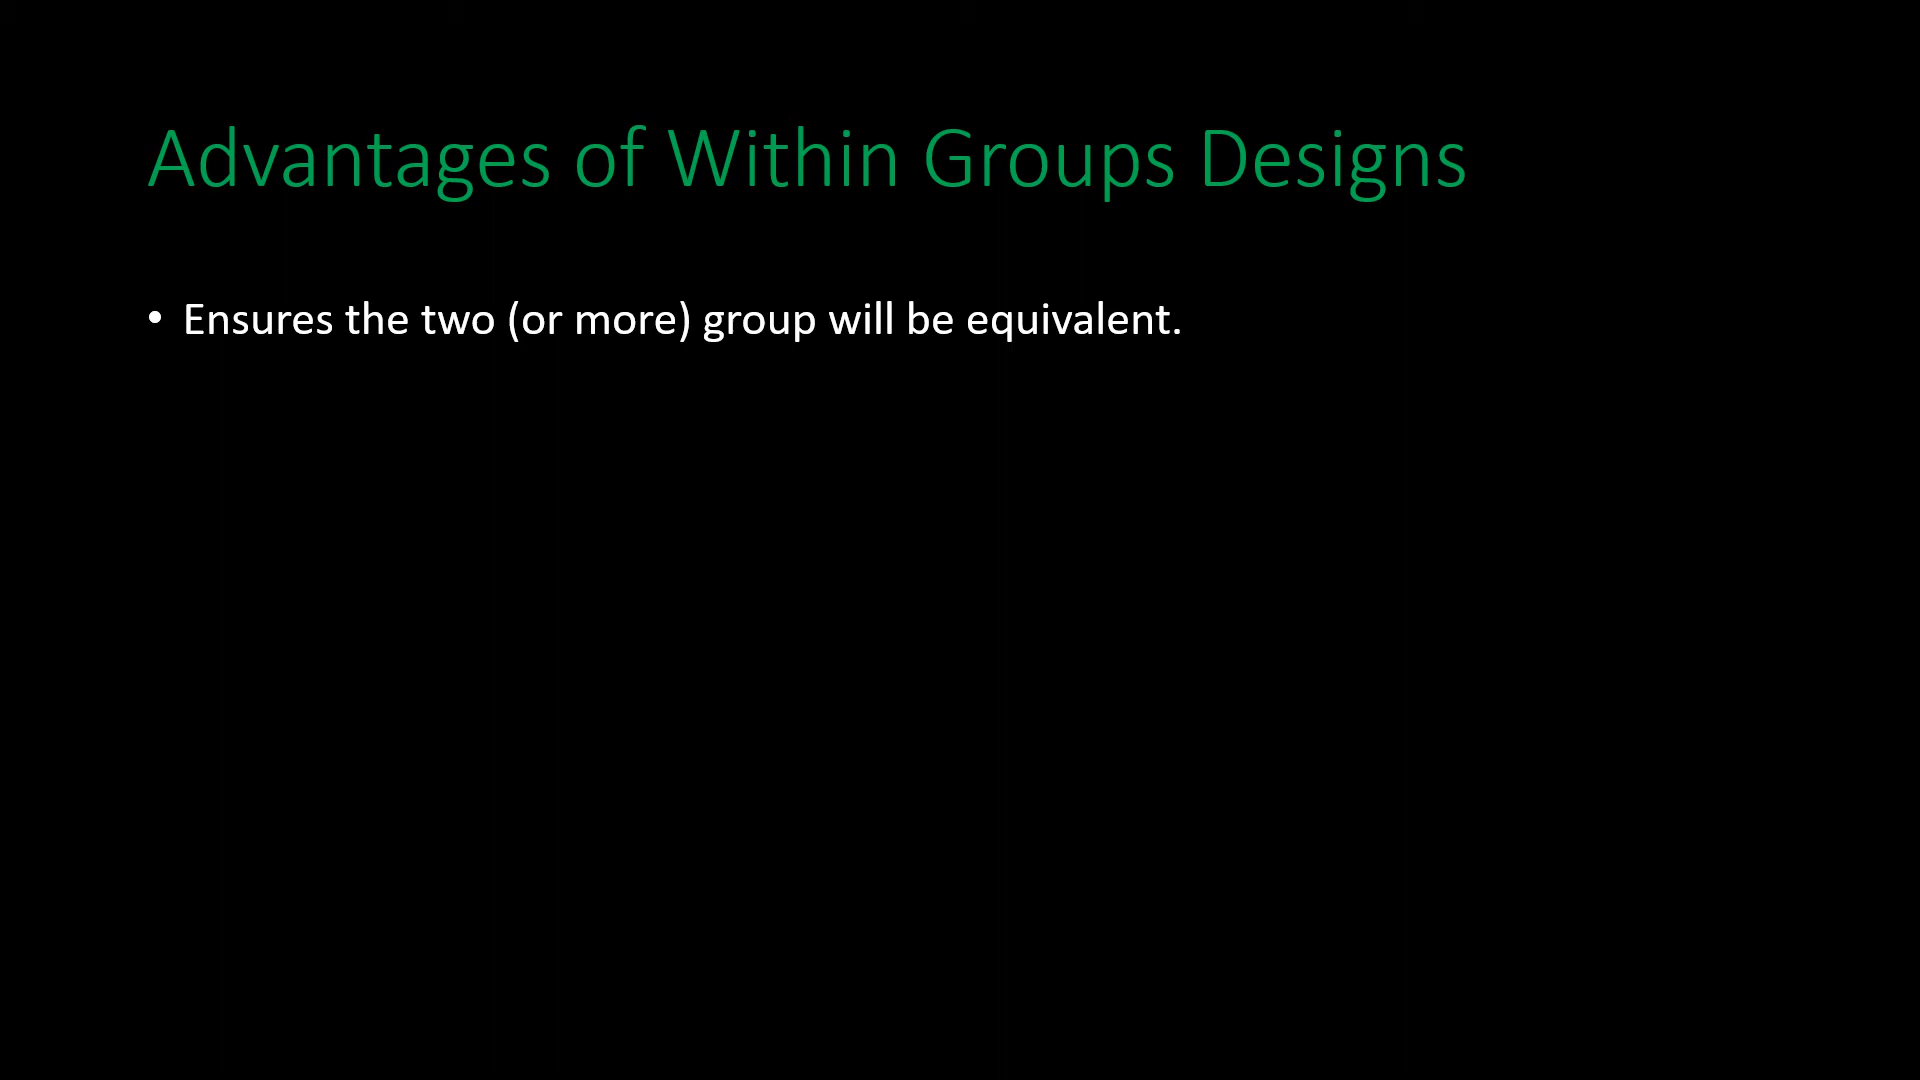 Advantages of Within Groups Designs
• Ensures the two (or more) group will be equivalent.